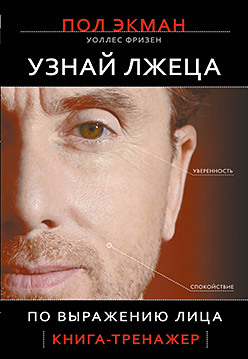 ПОЛ ЭКМАН
УОЛЛЕС ФРИЗЕН
УЗНАЙ ЛЖЕЦА
УВЕРЕННОСТЬ
СПОКОЙСТВИЕ
ПО ВЫРАЖЕНИЮ ЛИЦА
КНИГА-ТРЕНАЖЕР